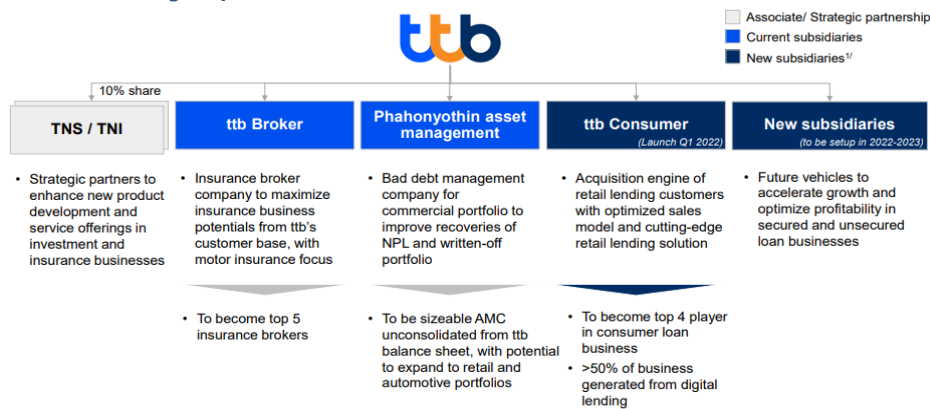 ttb
Associate/ Strategic partnership
Current subsidiaries
New subsidiaries1/
10% share
TNS / TNI
• Strategic partners to
enhance new product
development and
service offerings in
investment and
insurance businesses
ttb Broker
• Insurance broker
company to maximize
insurance business
potentials from ttb's
customer base, with
motor insurance focus
• To become top 5
insurance brokers
Phahonyothin asset
management
• Bad debt management
company for
commercial portfolio to
improve recoveries of
NPL and written-off
portfolio
• To be sizeable AMC
unconsolidated from ttb
balance sheet, with potential
to expand to retail and
automotive portfolios
ttb Consumer
(Launch Q1 2022)
• Acquisition engine of
retail lending customers
with optimized sales
model and cutting-edge
retail lending solution
• To become top 4 player
in consumer loan
business
• >50% of business
generated from digital
lending
New subsidiaries
(to be setup in 2022-2023)
• Future vehicles to
accelerate growth and
optimize profitability in
secured and unsecured
loan businesses